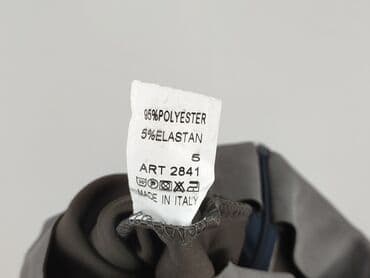 95%POLYESTER
5%ELASTAN
5
ART 2841
MADE IN ITALY